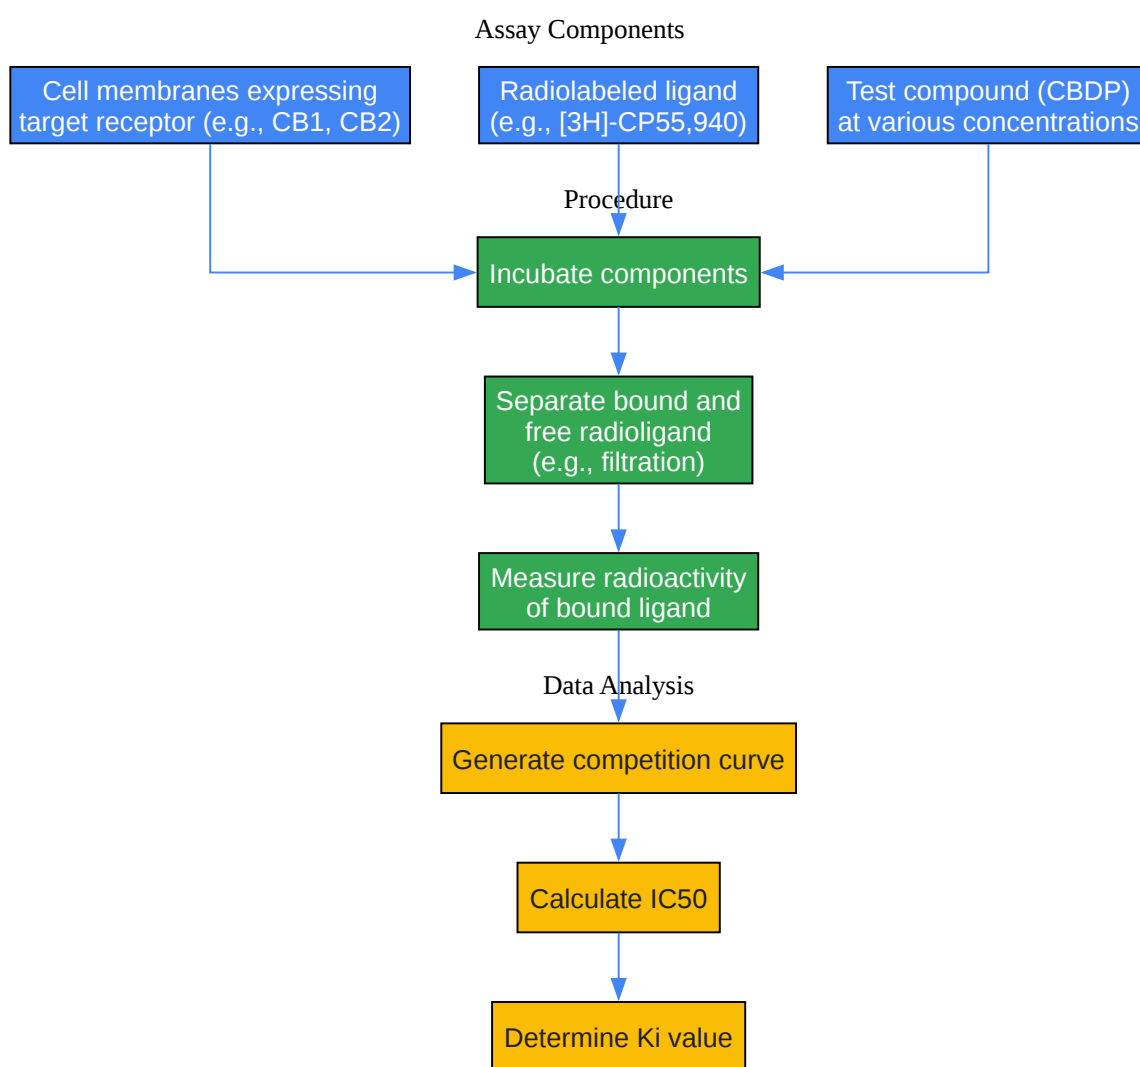 Assay Components
Cell membranes expressing
target receptor (e.g., CB1, CB2)
Radiolabeled ligand
(e.g., [3H]-CP55,940)
Test compound (CBDP)
at various concentrations
Procedure
Incubate components
Separate bound and
free radioligand
(e.g., filtration)
Measure radioactivity
of bound ligand
Data Analysis
Generate competition curve
Calculate IC50
Determine Ki value